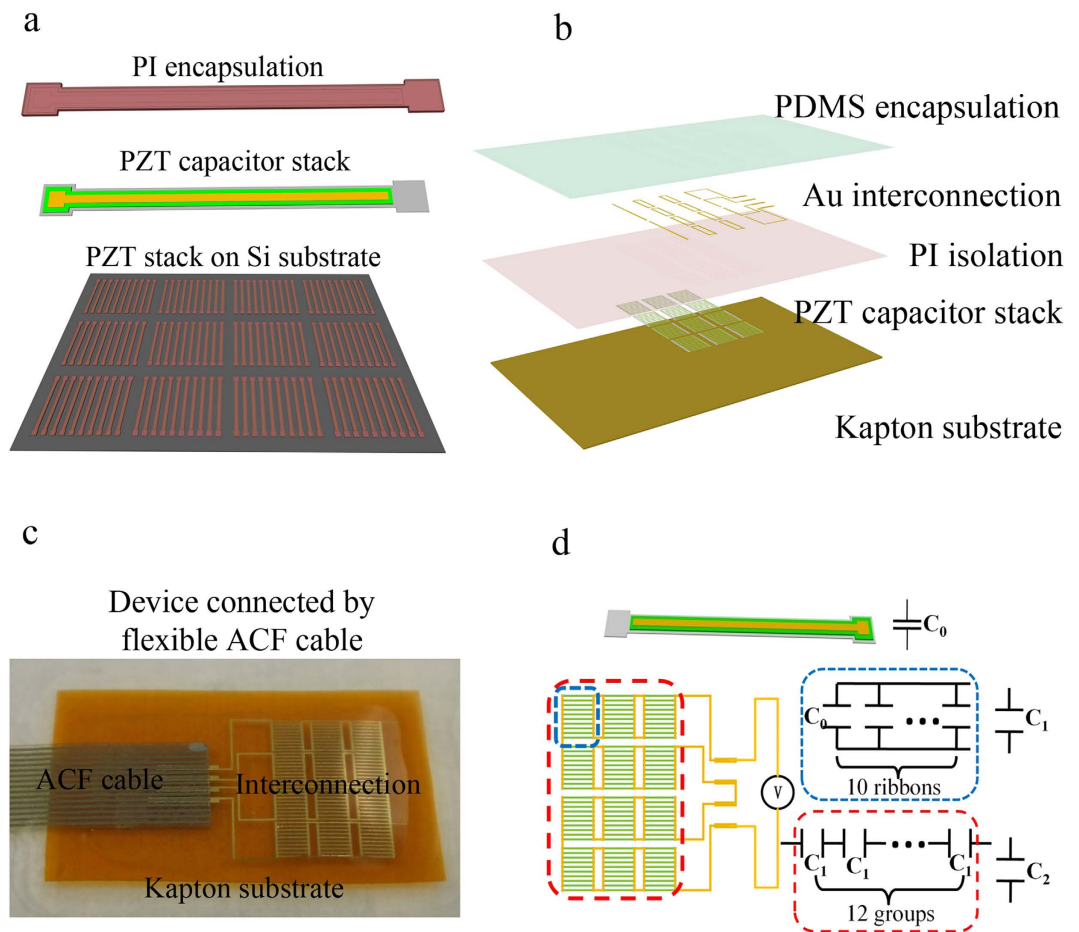 a
PI encapsulation
PZT capacitor stack
PZT stack on Si substrate
b
PDMS encapsulation
Au interconnection
PI isolation
PZT capacitor stack
Kapton substrate
c
Device connected by
flexible ACF cable
ACF cable
Interconnection
Kapton substrate
d
C₀
V
C₀
C₁
10 ribbons
C₁
C₁
C₁
C₂
12 groups